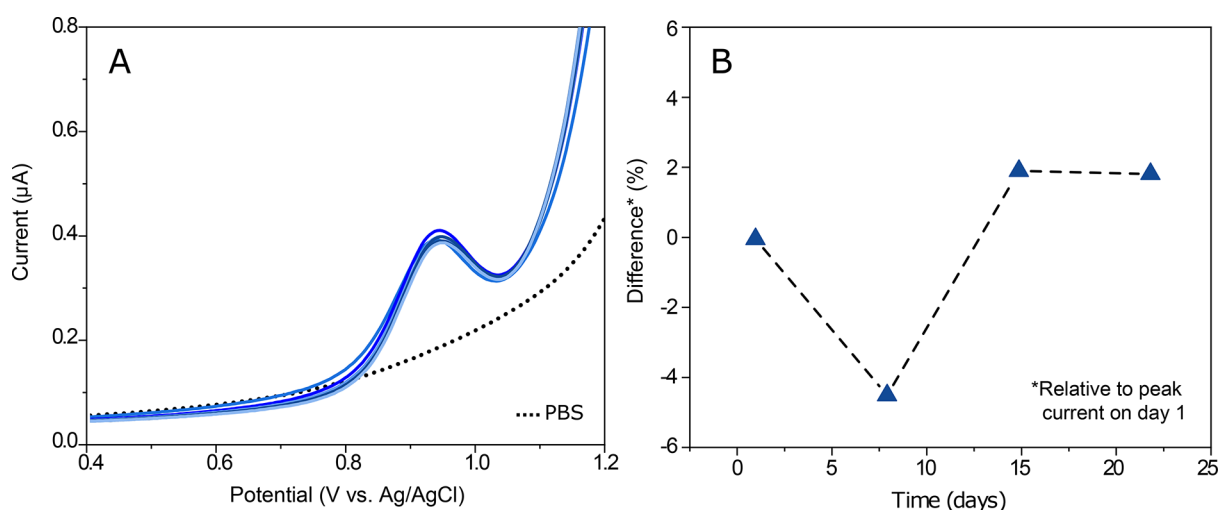 A
0.8
0.6
0.4
0.2
0.0
Current (µA)
PBS
0.4
0.6
0.8
1.0
1.2
Potential (V vs. Ag/AgCl)
B
6
4
2
0
-2
-4
-6
Difference* (%)
*Relative to peak
current on day 1
0
5
10
15
20
25
Time (days)